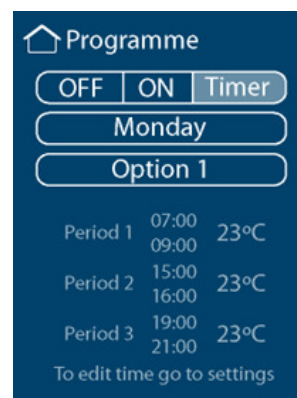 Programme
OFF ON Timer
Monday
Option 1
07:00
Period 1 23ºC
09:00
15:00
Period 2 23ºC
16:00
19:00
Period 3 23ºC
21:00
To edit time go to settings